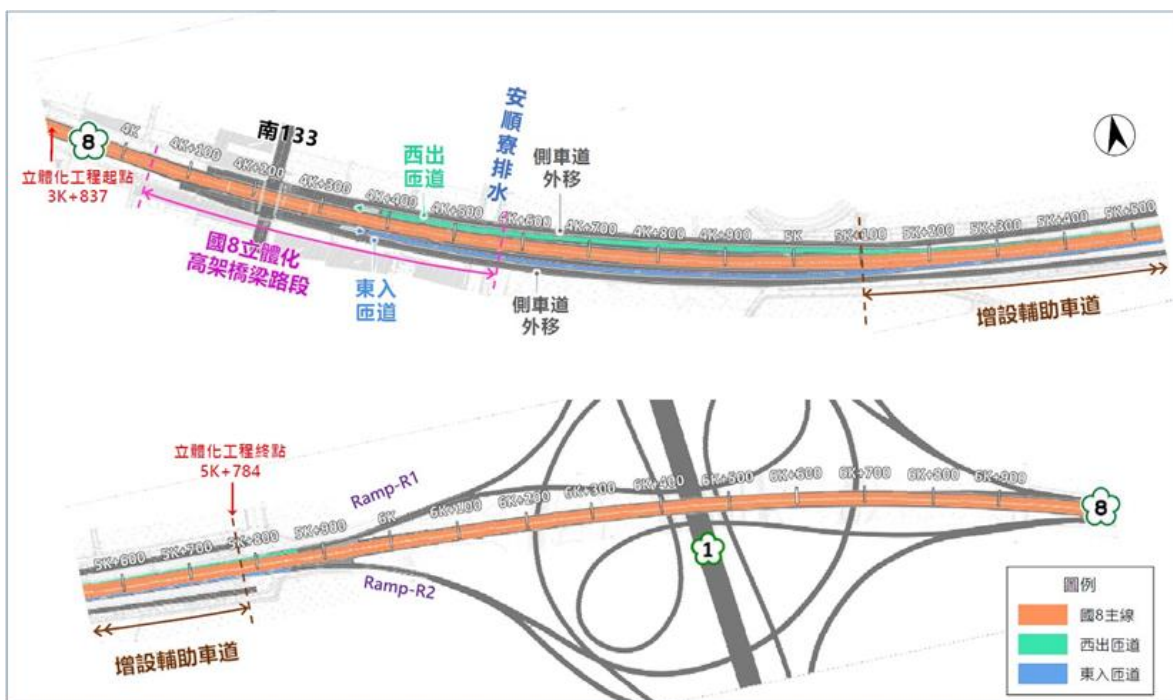 8
立體化工程起點
3K+837
4K
4K+100
4K+200
4K+300
4K+400
4K+500
4K+600
4K+700
4K+800
4K+900
5K
5K+100
5K+200
5K+300
5K+400
5K+500
南133
西出
匝道
安順寮排水
側車道
外移
國8立體化
高架橋梁路段
東入
匝道
側車道
外移
增設輔助車道
立體化工程終點
5K+784
Ramp-R1
5K+600
5K+700
5K+800
5K+900
6K
6K+100
6K+200
6K+300
6K+400
6K+500
6K+600
6K+700
6K+800
6K+900
8
1
Ramp-R2
增設輔助車道
圖例
國8主線
西出匝道
東入匝道